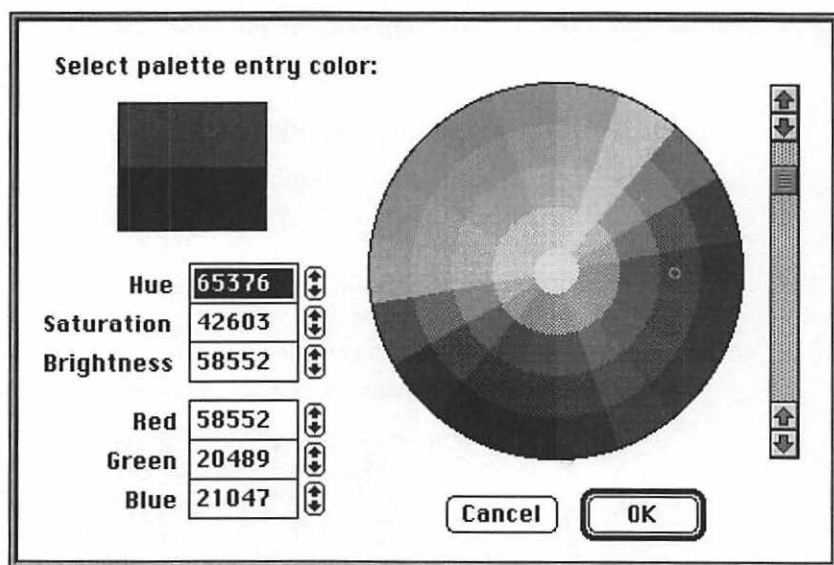 Select palette entry color:
Hue 65376
Saturation 42603
Brightness 58552
Red 58552
Green 20489
Blue 21047
Cancel OK